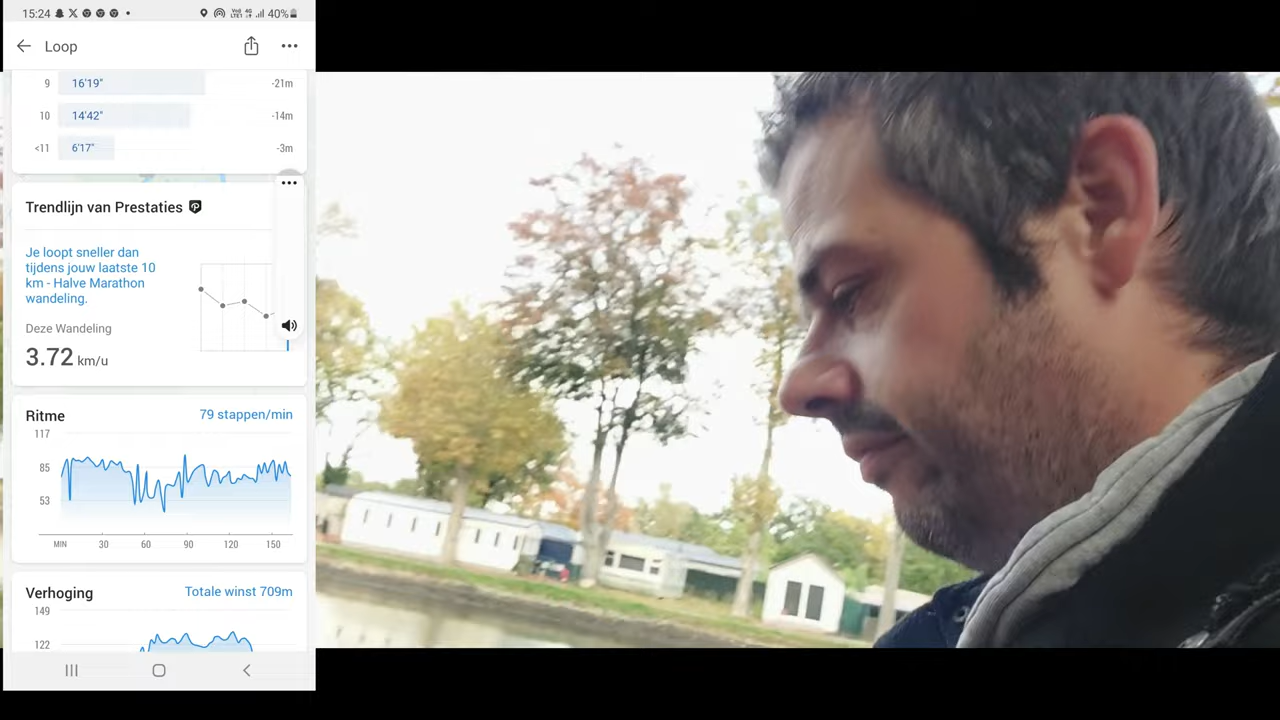 15:24
40%
Loop
9 16'19" -21m
10 14'42" -14m
<11 6'17" -3m
Trendlijn van Prestaties
Je loopt sneller dan
tijdens jouw laatste 10
km - Halve Marathon
wandeling.
Deze Wandeling
3.72 km/u
Ritme 79 stappen/min
117
85
53
MIN 30 60 90 120 150
Verhoging Totale winst 709m
149
122